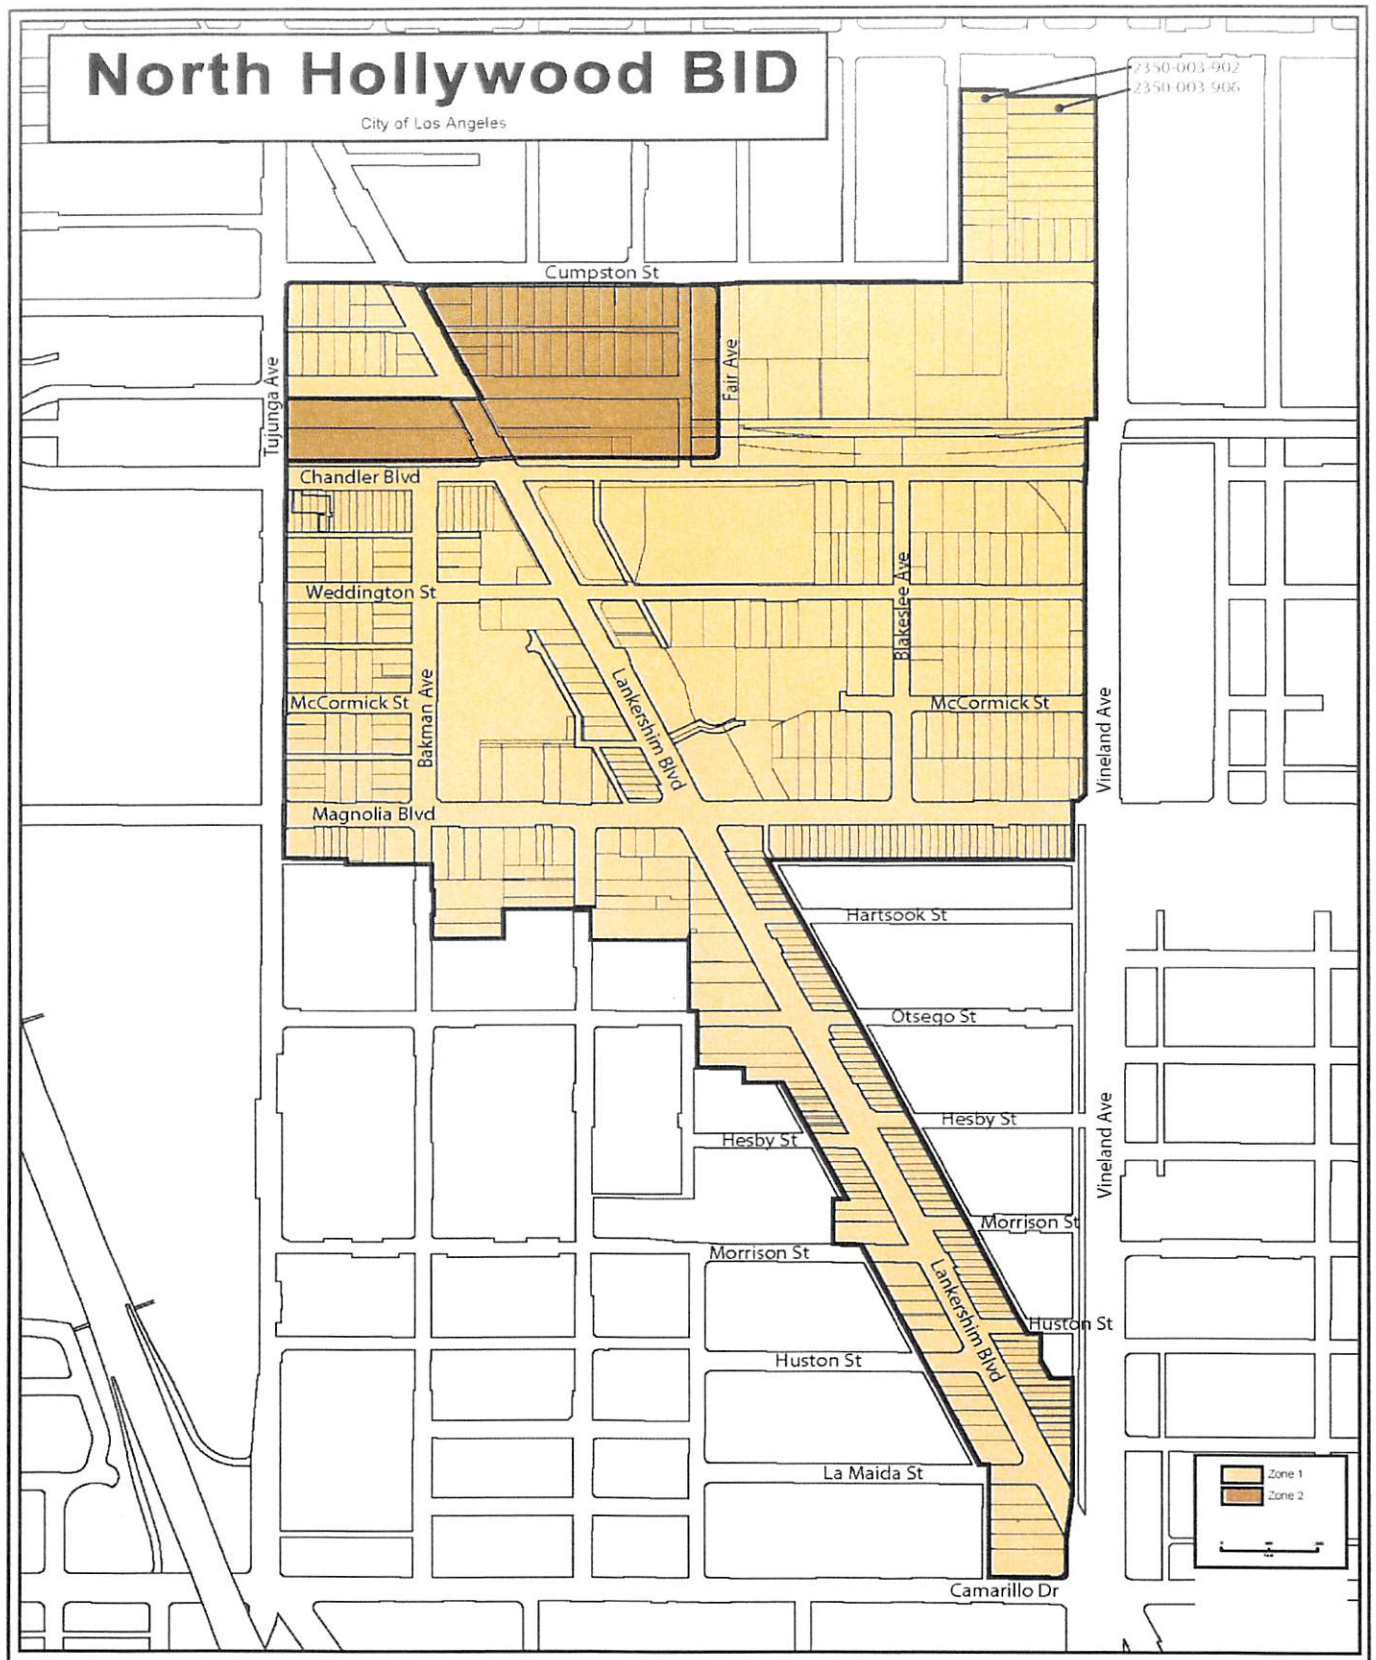 North Hollywood BID
City of Los Angeles
2350-003-902
2350-003-906
Cumpston St
Tujunga Ave
Fair Ave
Chandler Blvd
Weddington St
Blakeslee Ave
Lankershim Blvd
Bakman Ave
McCormick St
McCormick St
Vineland Ave
Magnolia Blvd
Hartsook St
Otsego St
Hesby St
Hesby St
Vineland Ave
Morrison St
Morrison St
Lankershim Blvd
Huston St
Huston St
La Maida St
Zone 1
Zone 2
Camarillo Dr